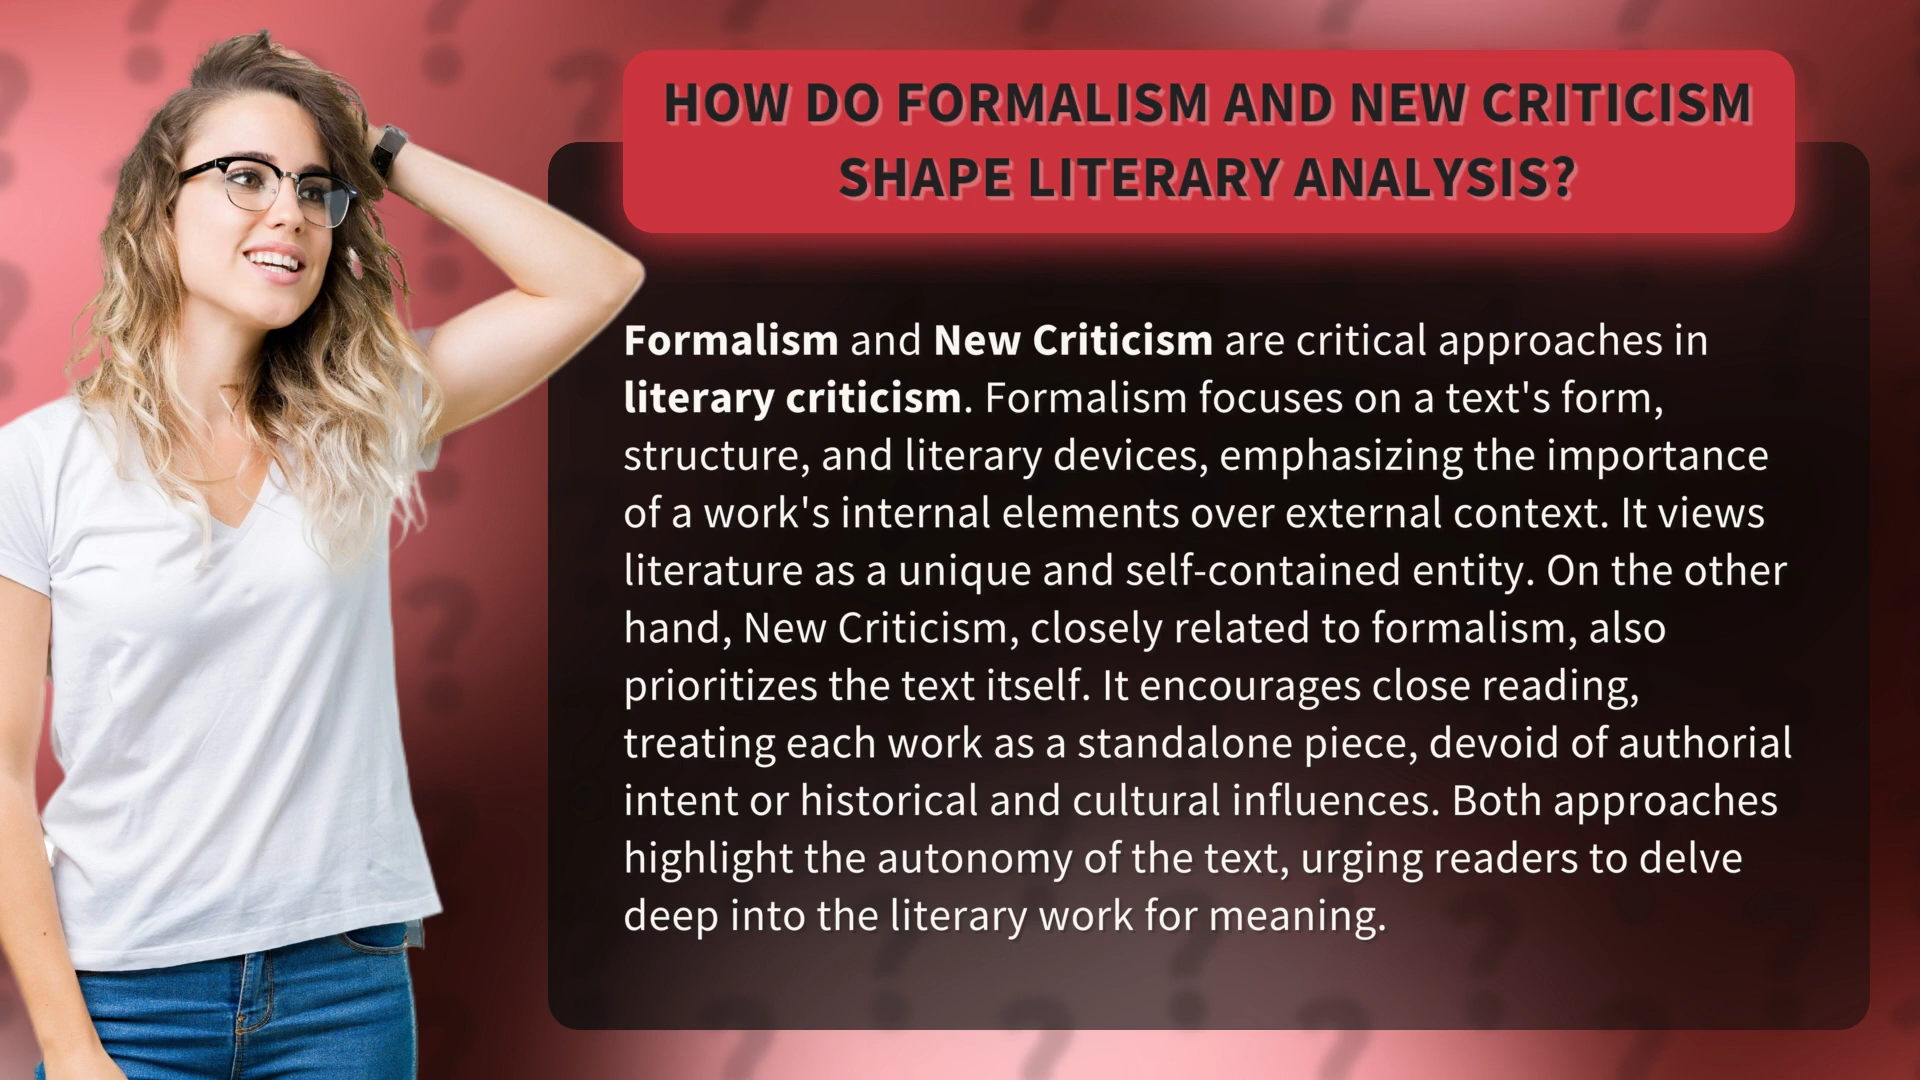 HOW DO FORMALISM AND NEW CRITICISM
SHAPE LITERARY ANALYSIS?
Formalism and New Criticism are critical approaches in
literary criticism. Formalism focuses on a text's form,
structure, and literary devices, emphasizing the importance
of a work's internal elements over external context. It views
literature as a unique and self-contained entity. On the other
hand, New Criticism, closely related to formalism, also
prioritizes the text itself. It encourages close reading,
treating each work as a standalone piece, devoid of authorial
intent or historical and cultural influences. Both approaches
highlight the autonomy of the text, urging readers to delve
deep into the literary work for meaning.